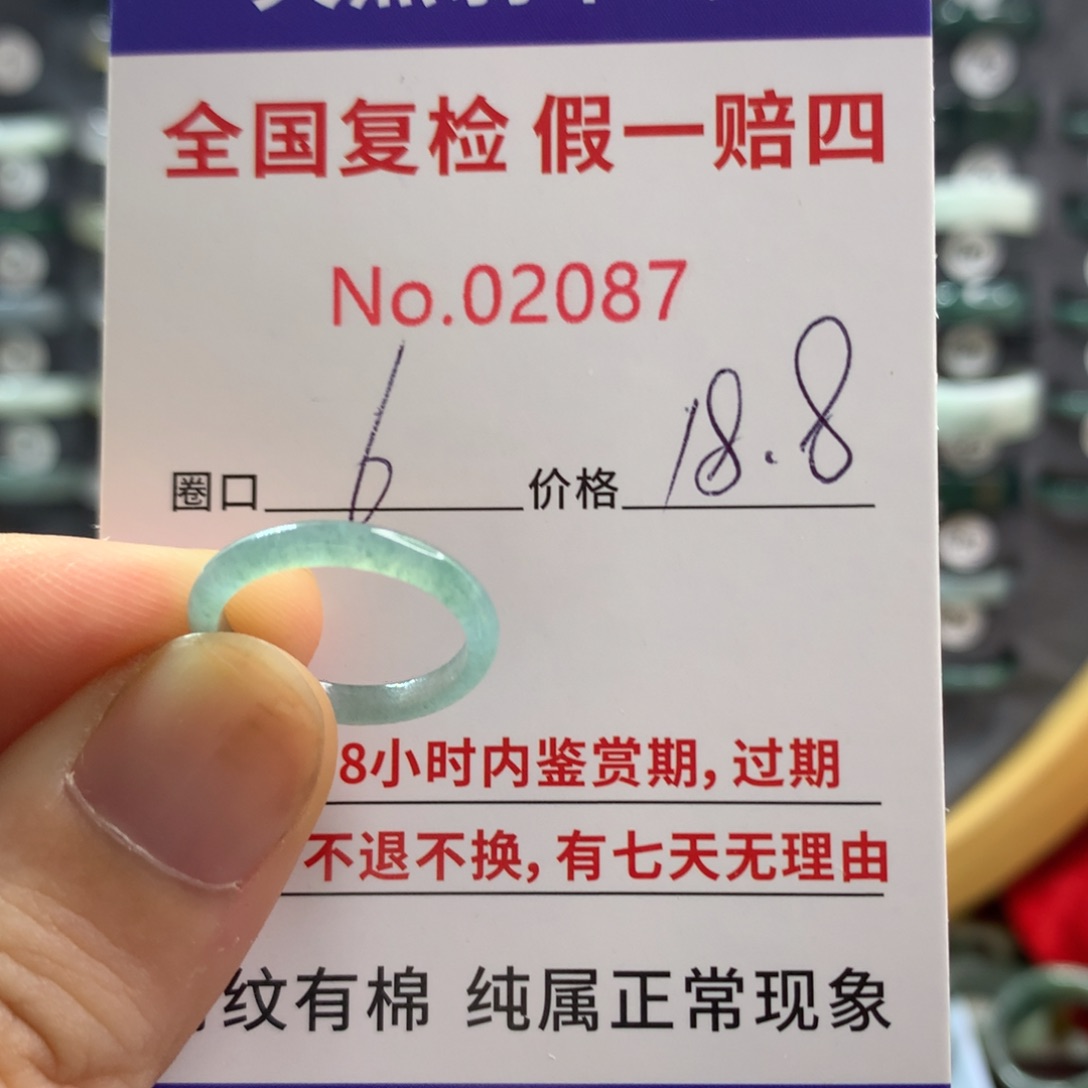 全国复检 假一赔四
No.02087
圈口 6 价格 18.8
8小时内鉴赏期，过期
不退不换，有七天无理由
纹有棉 纯属正常现象